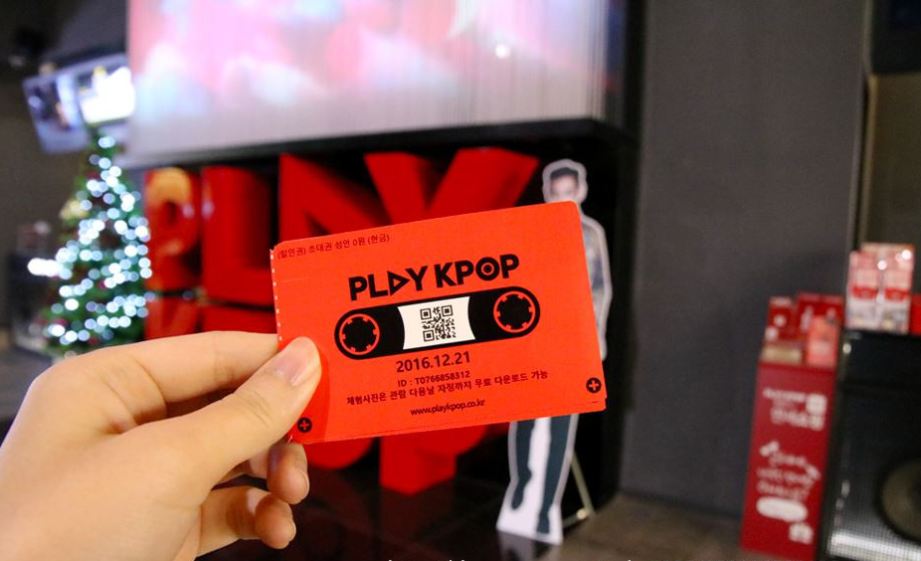 (할인권) 초대권 성인 0원 (현금)
PLAY KPOP
2016.12.21
ID : T0766858312
체험사진은 관람 다음날 자정까지 무료 다운로드 가능
www.playkpop.co.kr
PLAY